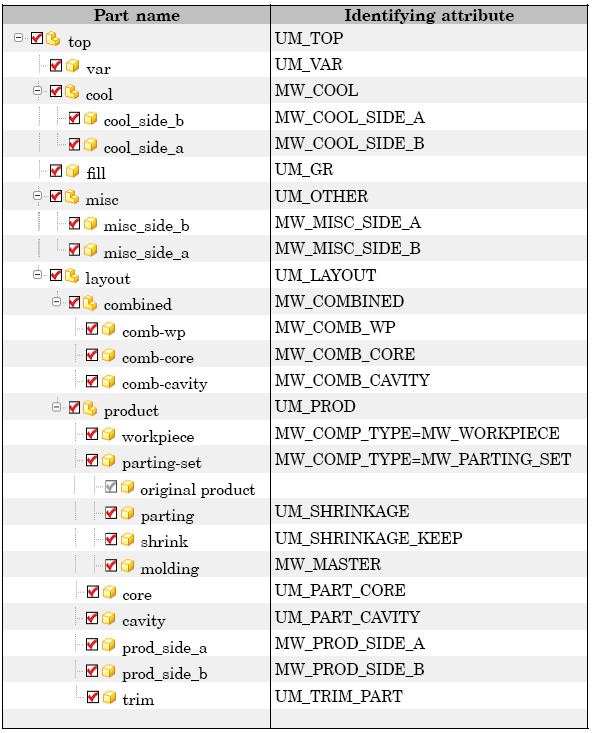 Part name Identifying attribute
top UM_TOP
var UM_VAR
cool MW_COOL
cool_side_b MW_COOL_SIDE_A
cool_side_a MW_COOL_SIDE_B
fill UM_GR
misc UM_OTHER
misc_side_b MW_MISC_SIDE_A
misc_side_a MW_MISC_SIDE_B
layout UM_LAYOUT
combined MW_COMBINED
comb-wp MW_COMB_WP
comb-core MW_COMB_CORE
comb-cavity MW_COMB_CAVITY
product UM_PROD
workpiece MW_COMP_TYPE=MW_WORKPIECE
parting-set MW_COMP_TYPE=MW_PARTING_SET
original product
parting UM_SHRINKAGE
shrink UM_SHRINKAGE_KEEP
molding MW_MASTER
core UM_PART_CORE
cavity UM_PART_CAVITY
prod_side_a MW_PROD_SIDE_A
prod_side_b MW_PROD_SIDE_B
trim UM_TRIM_PART